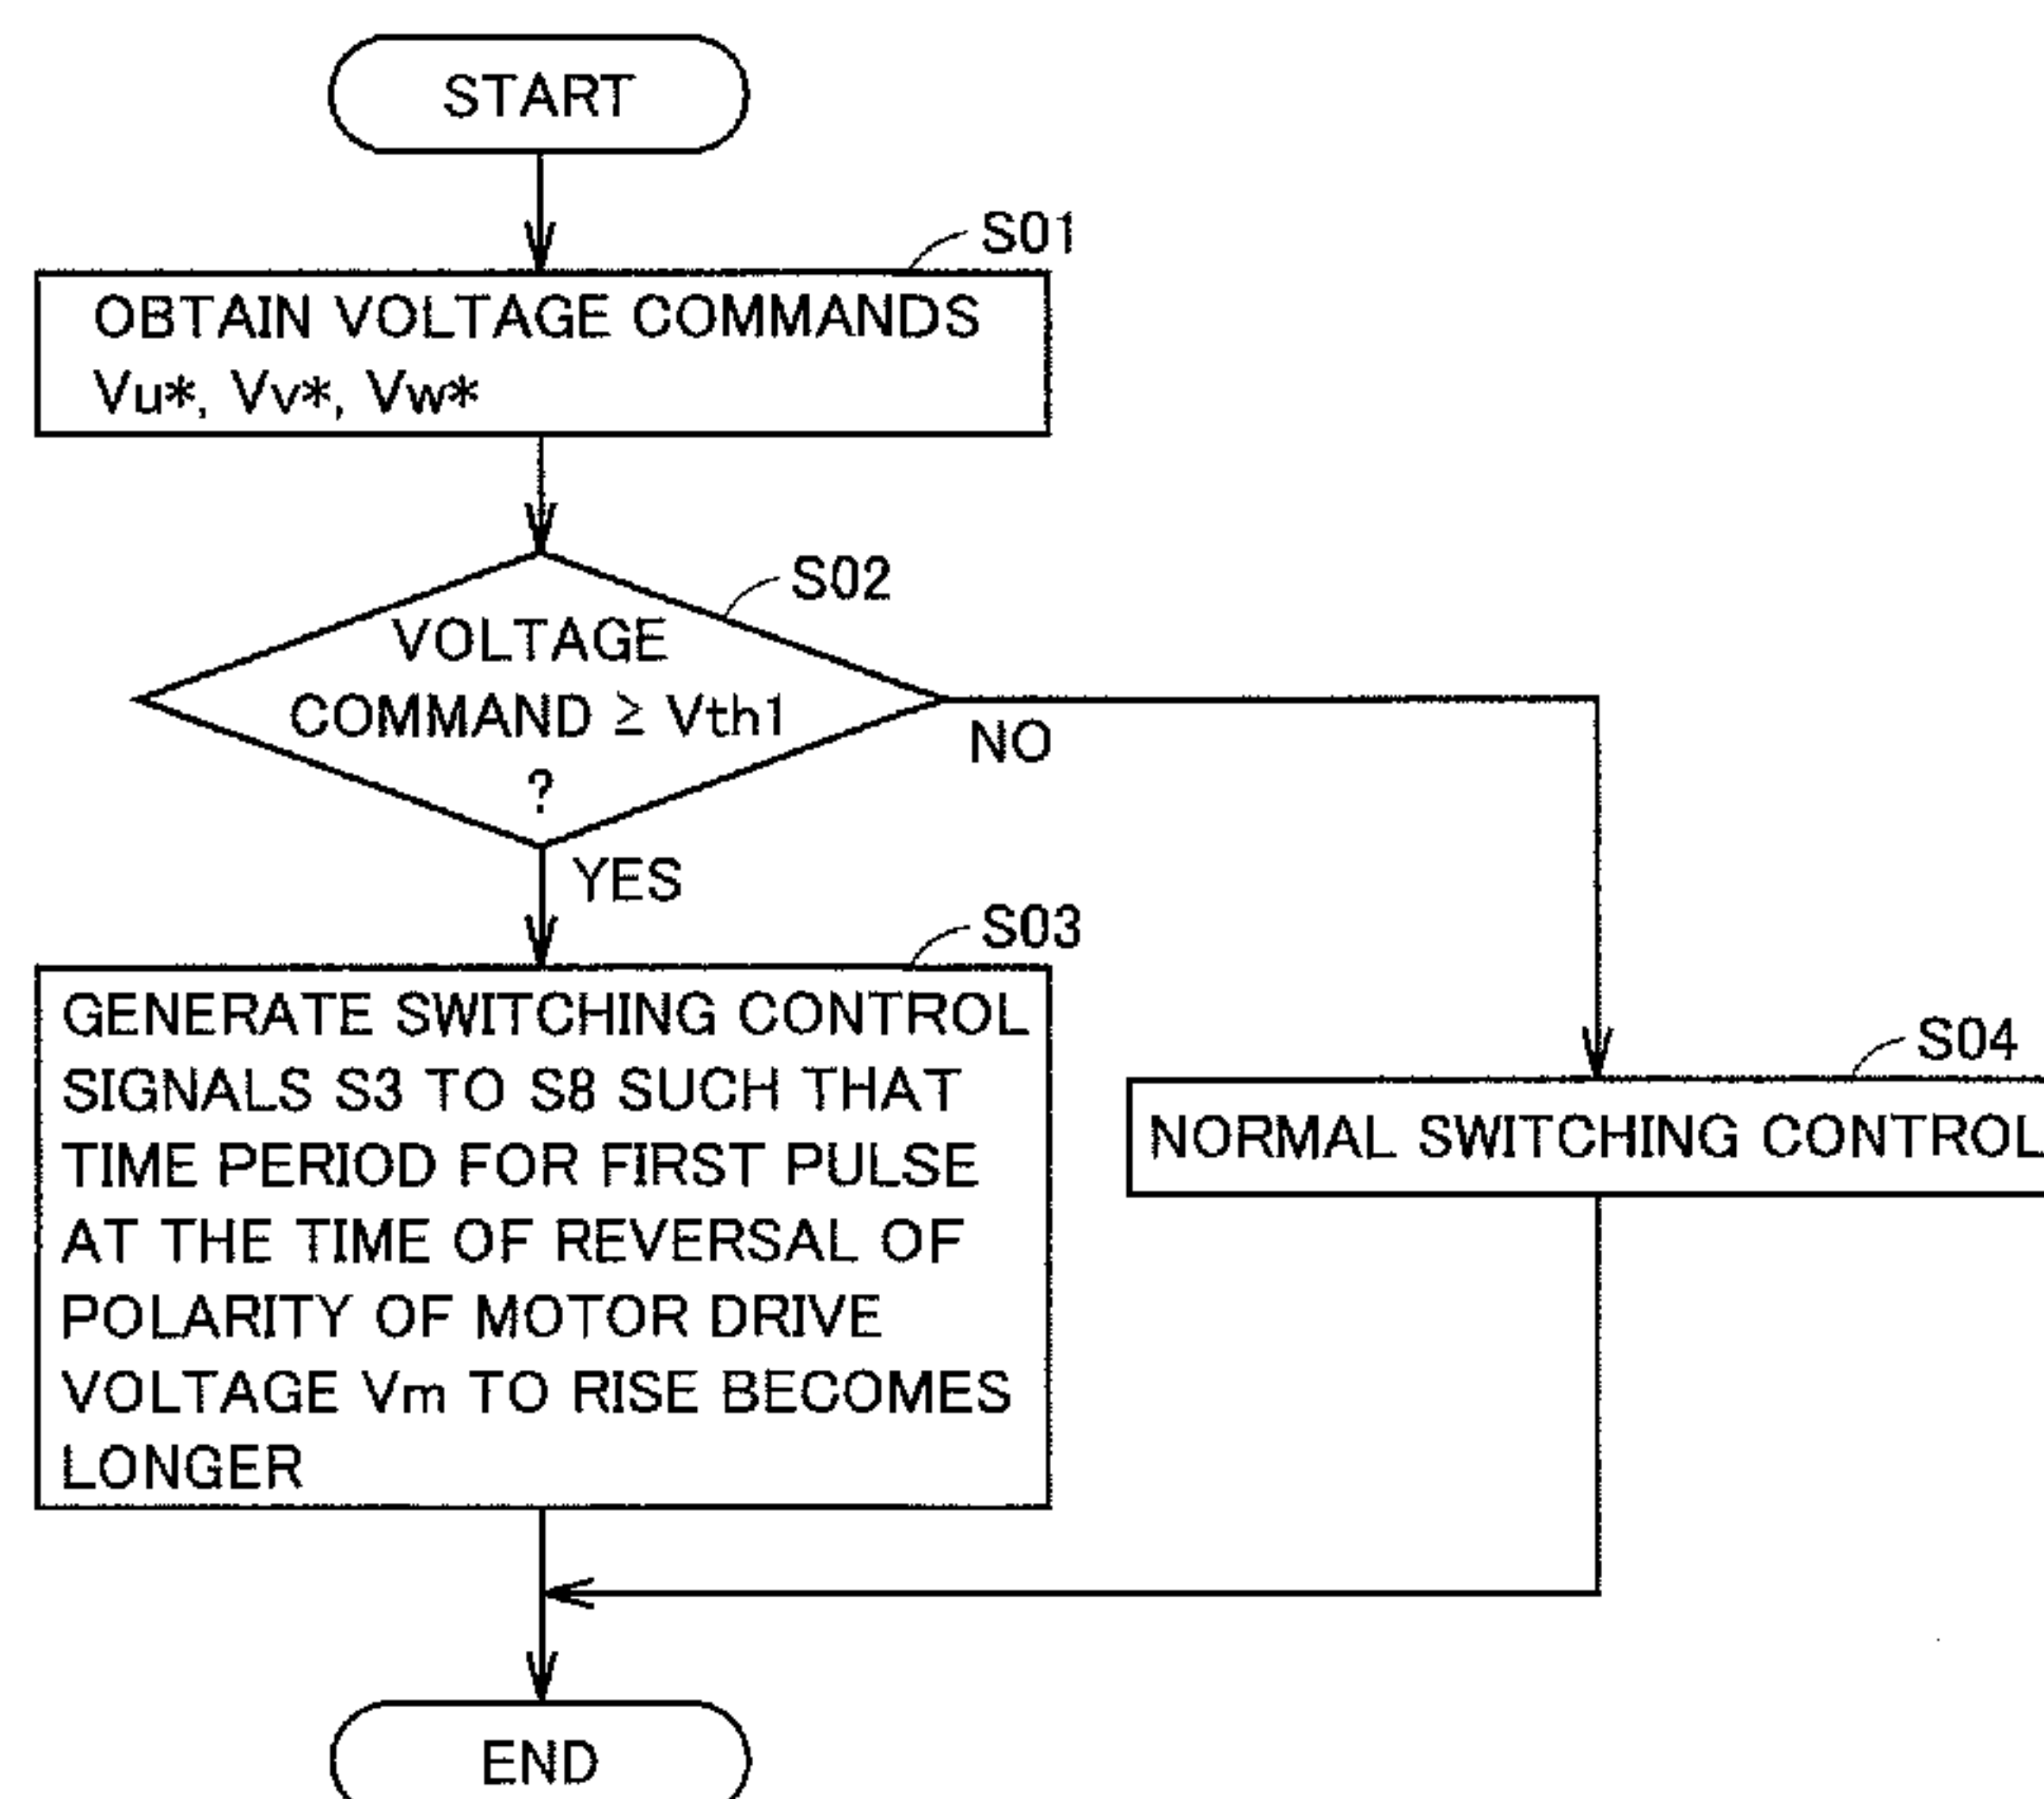 START
S01
OBTAIN VOLTAGE COMMANDS
Vu*, Vv*, Vw*
S02
VOLTAGE
COMMAND ≥ Vth1
?
NO
YES
S03
GENERATE SWITCHING CONTROL
SIGNALS S3 TO S8 SUCH THAT
TIME PERIOD FOR FIRST PULSE
AT THE TIME OF REVERSAL OF
POLARITY OF MOTOR DRIVE
VOLTAGE Vm TO RISE BECOMES
LONGER
S04
NORMAL SWITCHING CONTROL
END